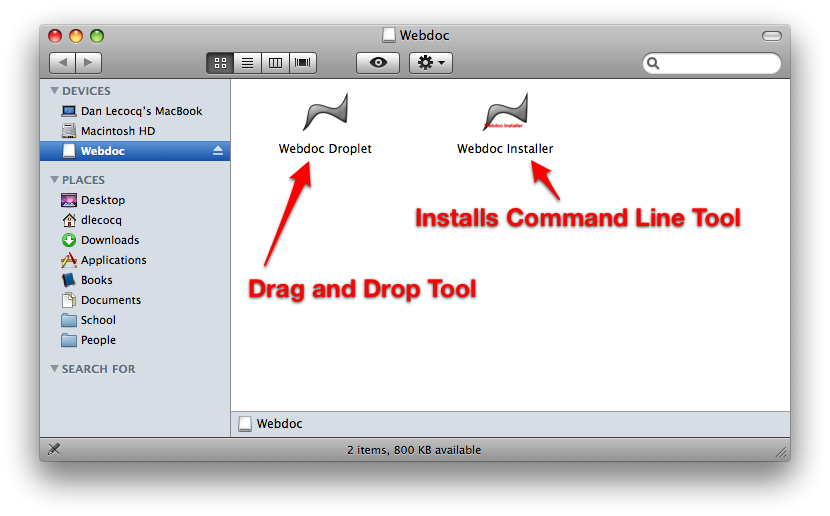 Webdoc
DEVICES
Dan Lecocq's MacBook
Macintosh HD
Webdoc
PLACES
Desktop
dlecocq
Downloads
Applications
Books
Documents
School
People
SEARCH FOR
Webdoc Droplet
Webdoc Installer
Webdoc Installer
Installs Command Line Tool
Drag and Drop Tool
Webdoc
2 items, 800 KB available